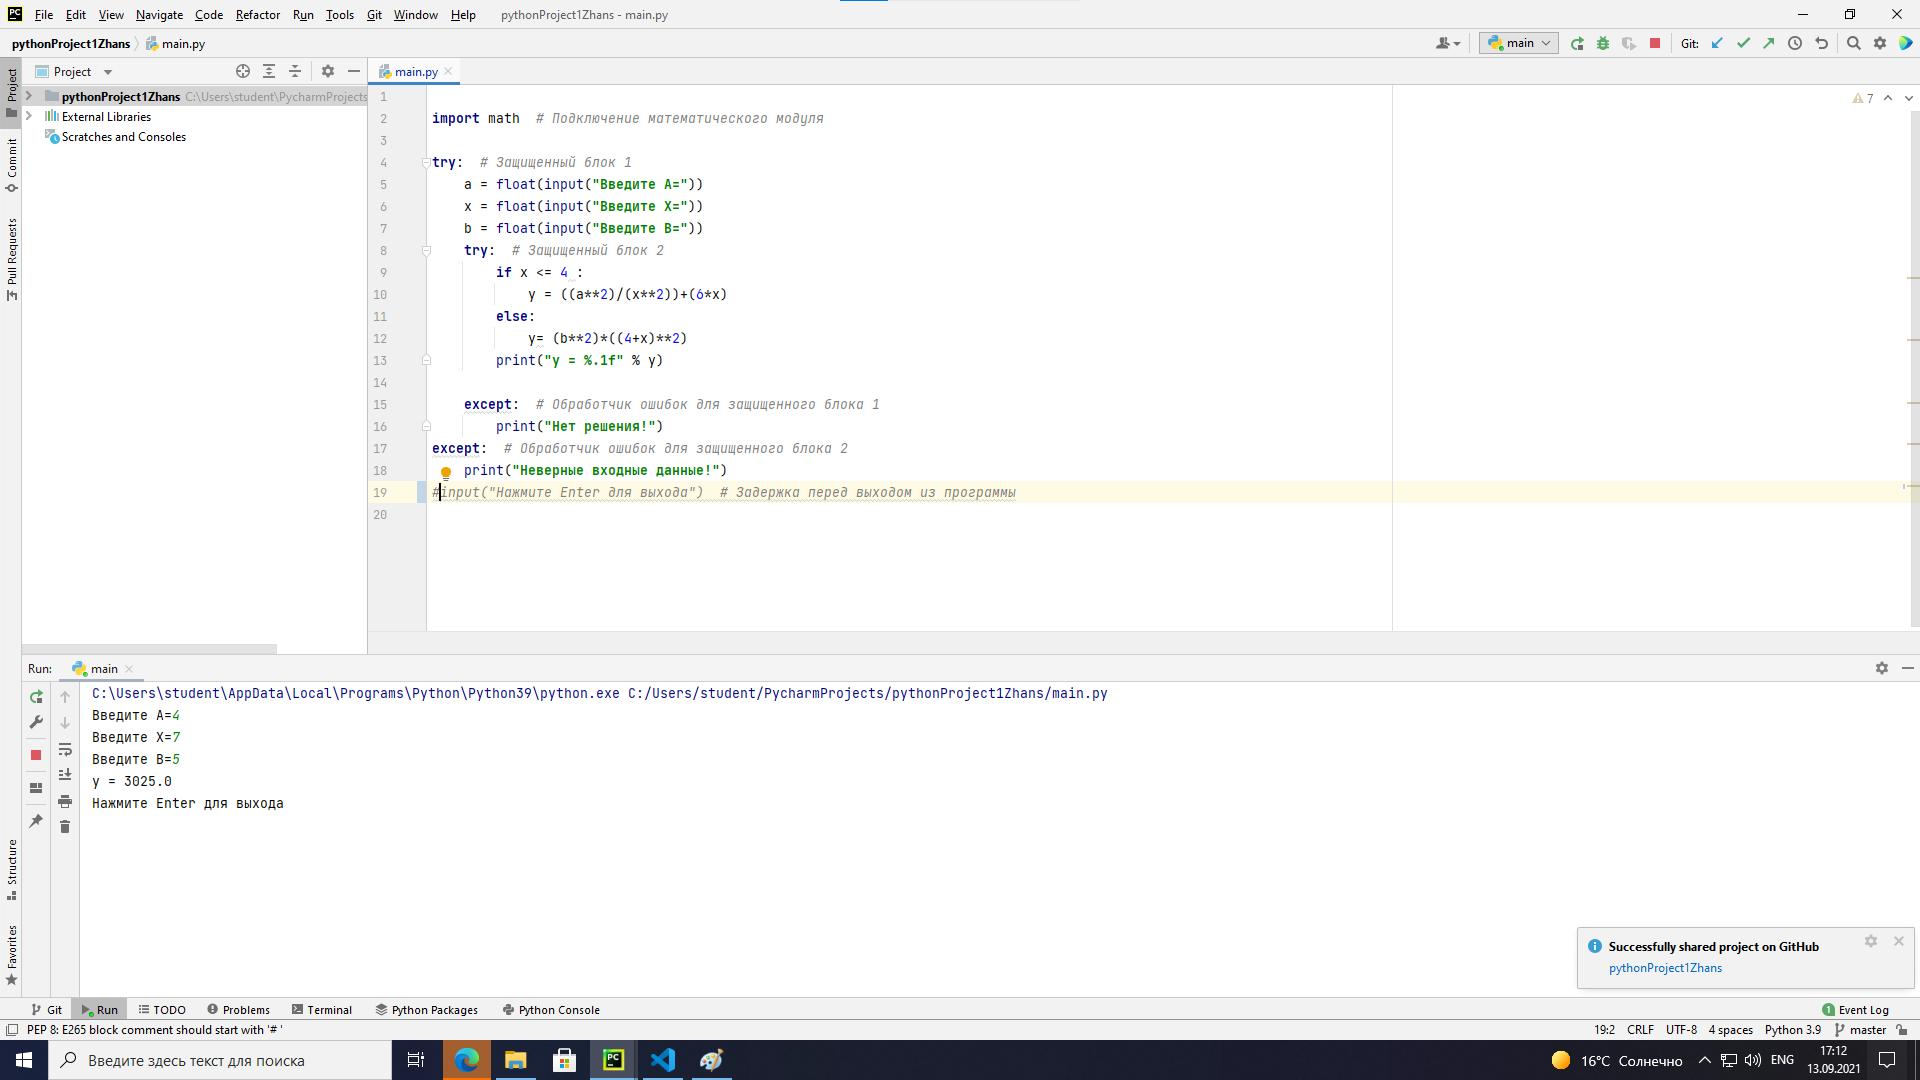 File Edit View Navigate Code Refactor Run Tools Git Window Help pythonProject1Zhans - main.py
pythonProject1Zhans main.py main Git:
Project main.py
pythonProject1Zhans C:\Users\student\PycharmProjects
External Libraries
Scratches and Consoles
Project
Commit
Pull Requests
Structure
Favorites
7
1
2 import math  # Подключение математического модуля
3
4 try:  # Защищенный блок 1
5     a = float(input("Введите A="))
6     x = float(input("Введите X="))
7     b = float(input("Введите B="))
8     try:  # Защищенный блок 2
9         if x <= 4 :
10             y = ((a**2)/(x**2))+(6*x)
11         else:
12             y= (b**2)*((4+x)**2)
13         print("y = %.1f" % y)
14
15     except:  # Обработчик ошибок для защищенного блока 1
16         print("Нет решения!")
17 except:  # Обработчик ошибок для защищенного блока 2
18     print("Неверные входные данные!")
19 #input("Нажмите Enter для выхода")  # Задержка перед выходом из программы
20
Run: main
C:\Users\student\AppData\Local\Programs\Python\Python39\python.exe C:/Users/student/PycharmProjects/pythonProject1Zhans/main.py
Введите A=4
Введите X=7
Введите B=5
y = 3025.0
Нажмите Enter для выхода
Successfully shared project on GitHub
pythonProject1Zhans
Git Run TODO Problems Terminal Python Packages Python Console 1 Event Log
PEP 8: E265 block comment should start with '# ' 19:2 CRLF UTF-8 4 spaces Python 3.9 master
Введите здесь текст для поиска 16°C Солнечно ENG 17:12
13.09.2021